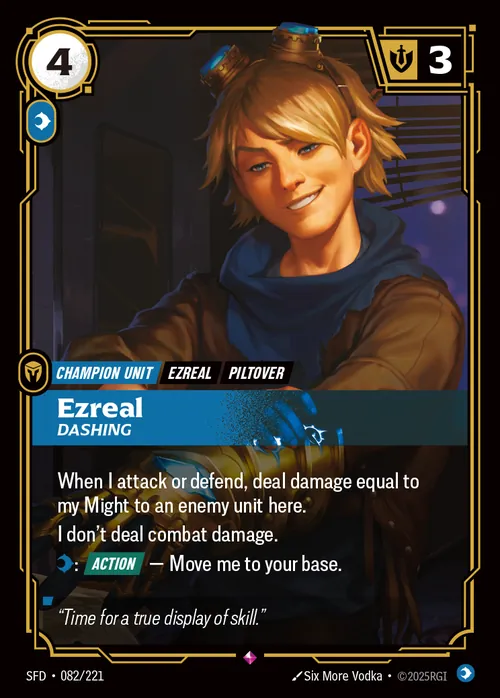 4
3
CHAMPION UNIT EZREAL PILTOVER
Ezreal
DASHING
When I attack or defend, deal damage equal to
my Might to an enemy unit here.
I don't deal combat damage.
: ACTION — Move me to your base.
“Time for a true display of skill.”
SFD • 082/221 Six More Vodka • ©2025RGI